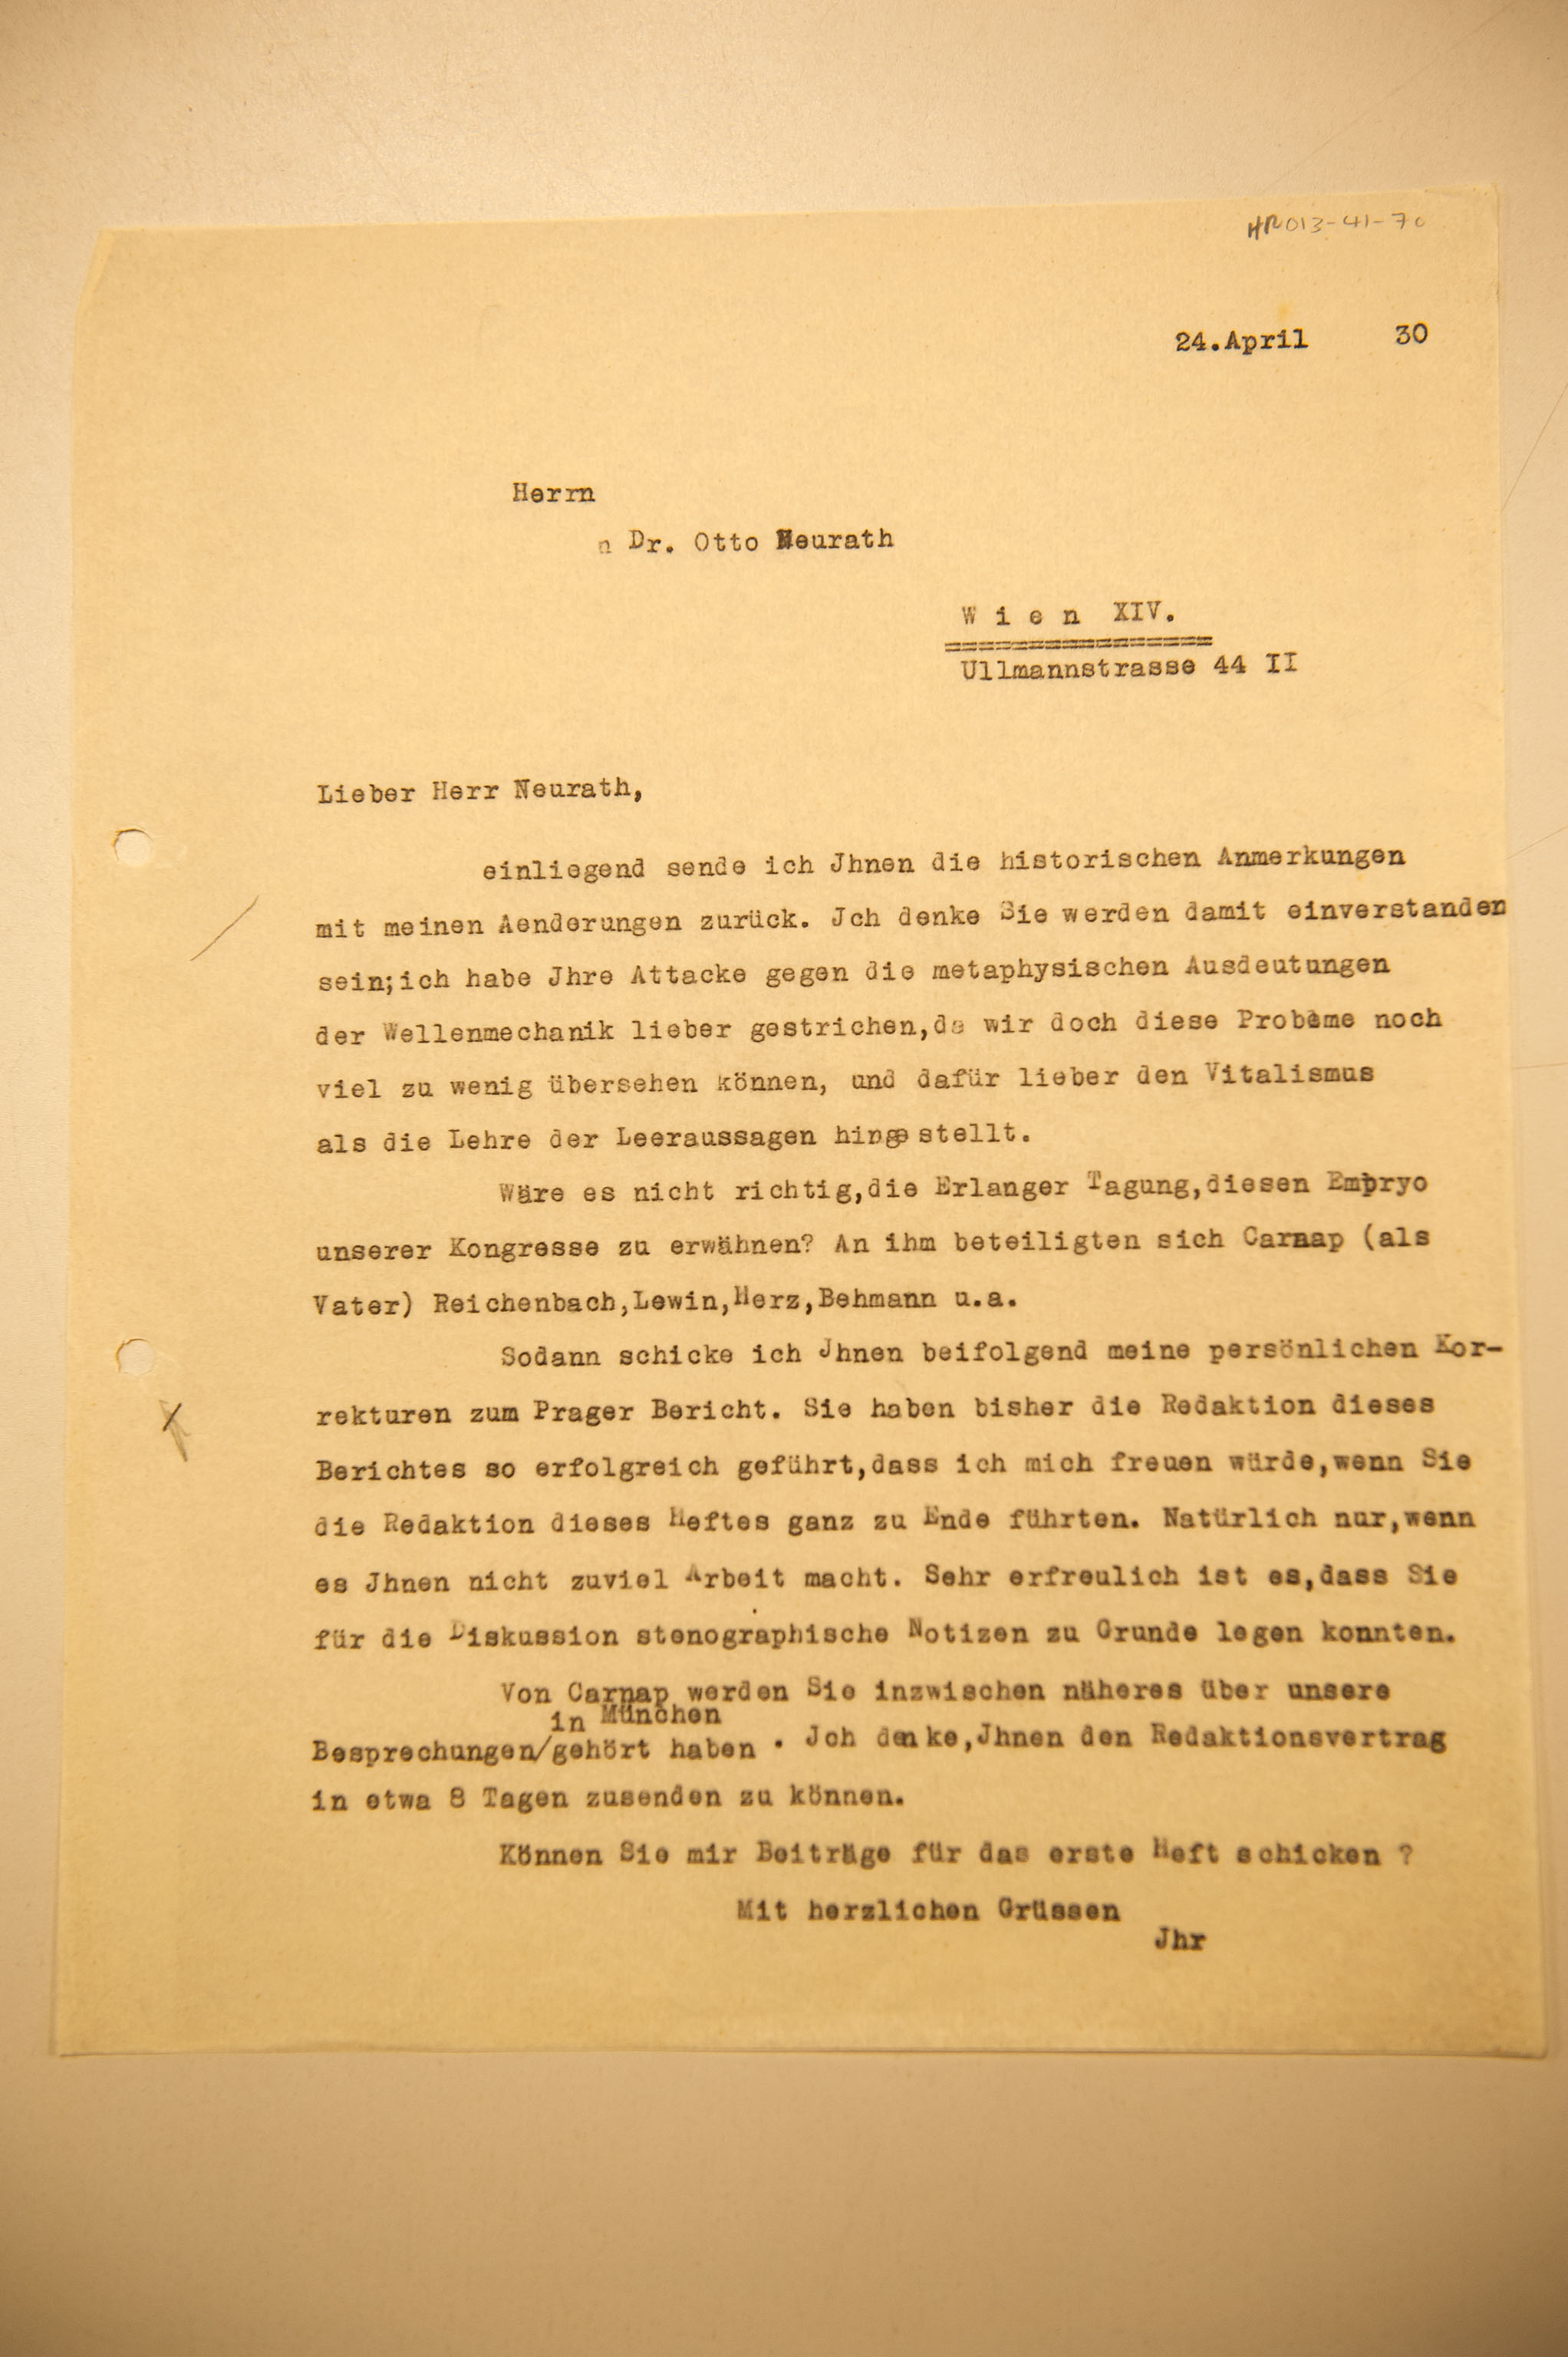 HR013-41-70
24.April 30
Herrn
n Dr. Otto Neurath
W i e n XIV.
================
Ullmannstrasse 44 II
Lieber Herr Neurath,
einliegend sende ich Jhnen die historischen Anmerkungen
mit meinen Aenderungen zurück. Jch denke Sie werden damit einverstanden
sein;ich habe Jhre Attacke gegen die metaphysischen Ausdeutungen
der Wellenmechanik lieber gestrichen,da wir doch diese Probeme noch
viel zu wenig übersehen können, und dafür lieber den Vitalismus
als die Lehre der Leeraussagen hingestellt.
Wäre es nicht richtig,die Erlanger Tagung,diesen Embryo
unserer Kongresse zu erwähnen? An ihm beteiligten sich Carnap (als
Vater) Reichenbach,Lewin,Herz,Behmann u.a.
Sodann schicke ich Jhnen beifolgend meine persönlichen Kor-
rekturen zum Prager Bericht. Sie haben bisher die Redaktion dieses
Berichtes so erfolgreich geführt,dass ich mich freuen würde,wenn Sie
die Redaktion dieses Heftes ganz zu Ende führten. Natürlich nur,wenn
es Jhnen nicht zuviel Arbeit macht. Sehr erfreulich ist es,dass Sie
für die Diskussion stenographische Notizen zu Grunde legen konnten.
Von Carnap werden Sie inzwischen näheres über unsere
in München
Besprechungen/gehört haben . Jch denke,Jhnen den Redaktionsvertrag
in etwa 8 Tagen zusenden zu können.
Können Sie mir Beiträge für das erste Heft schicken ?
Mit herzlichen Grüssen
Jhr